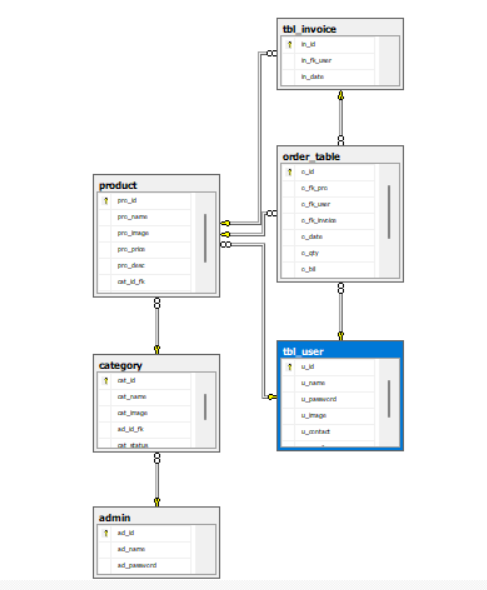 tbl_invoice
in_id
in_fk_user
in_date
order_table
o_id
o_fk_pro
o_fk_user
o_fk_invoice
o_date
o_qty
o_bil
product
pro_id
pro_name
pro_image
pro_price
pro_desc
cat_id_fk
tbl_user
u_id
u_name
u_password
u_image
u_contact
category
cat_id
cat_name
cat_image
ad_id_fk
cat_status
admin
ad_id
ad_name
ad_password